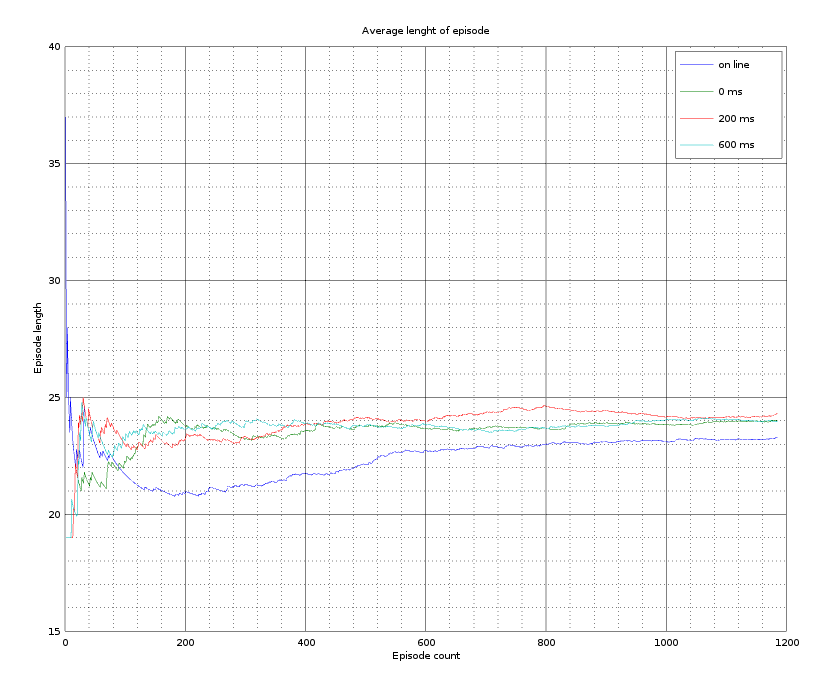 Average lenght of episode
40
35
30
25
20
15
Episode length
0
200
400
600
800
1000
1200
Episode count
on line
0 ms
200 ms
600 ms